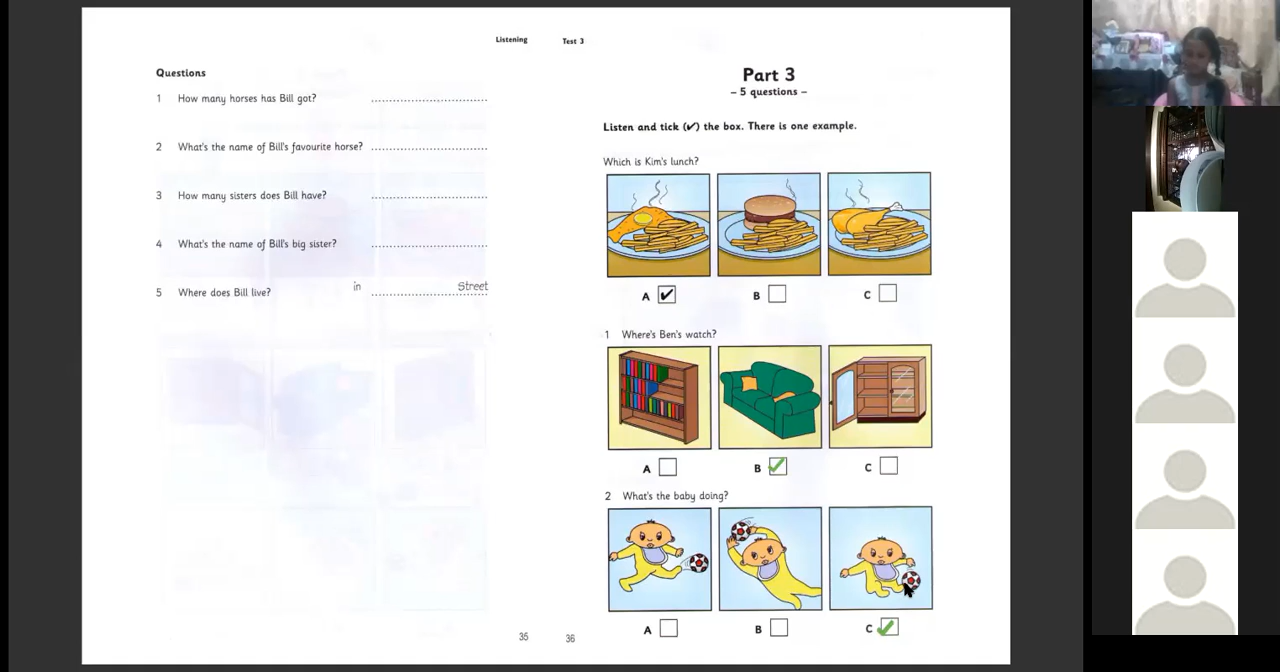 Listening Test 3
Questions
1 How many horses has Bill got? ................................
2 What's the name of Bill's favourite horse? ................................
3 How many sisters does Bill have? ................................
4 What's the name of Bill's big sister? ................................
5 Where does Bill live? in ................................ Street
35
Part 3
– 5 questions –
Listen and tick (✔) the box. There is one example.
Which is Kim's lunch?
A ✔ B C
1 Where's Ben's watch?
A B ✓ C
2 What's the baby doing?
A B C ✓
36